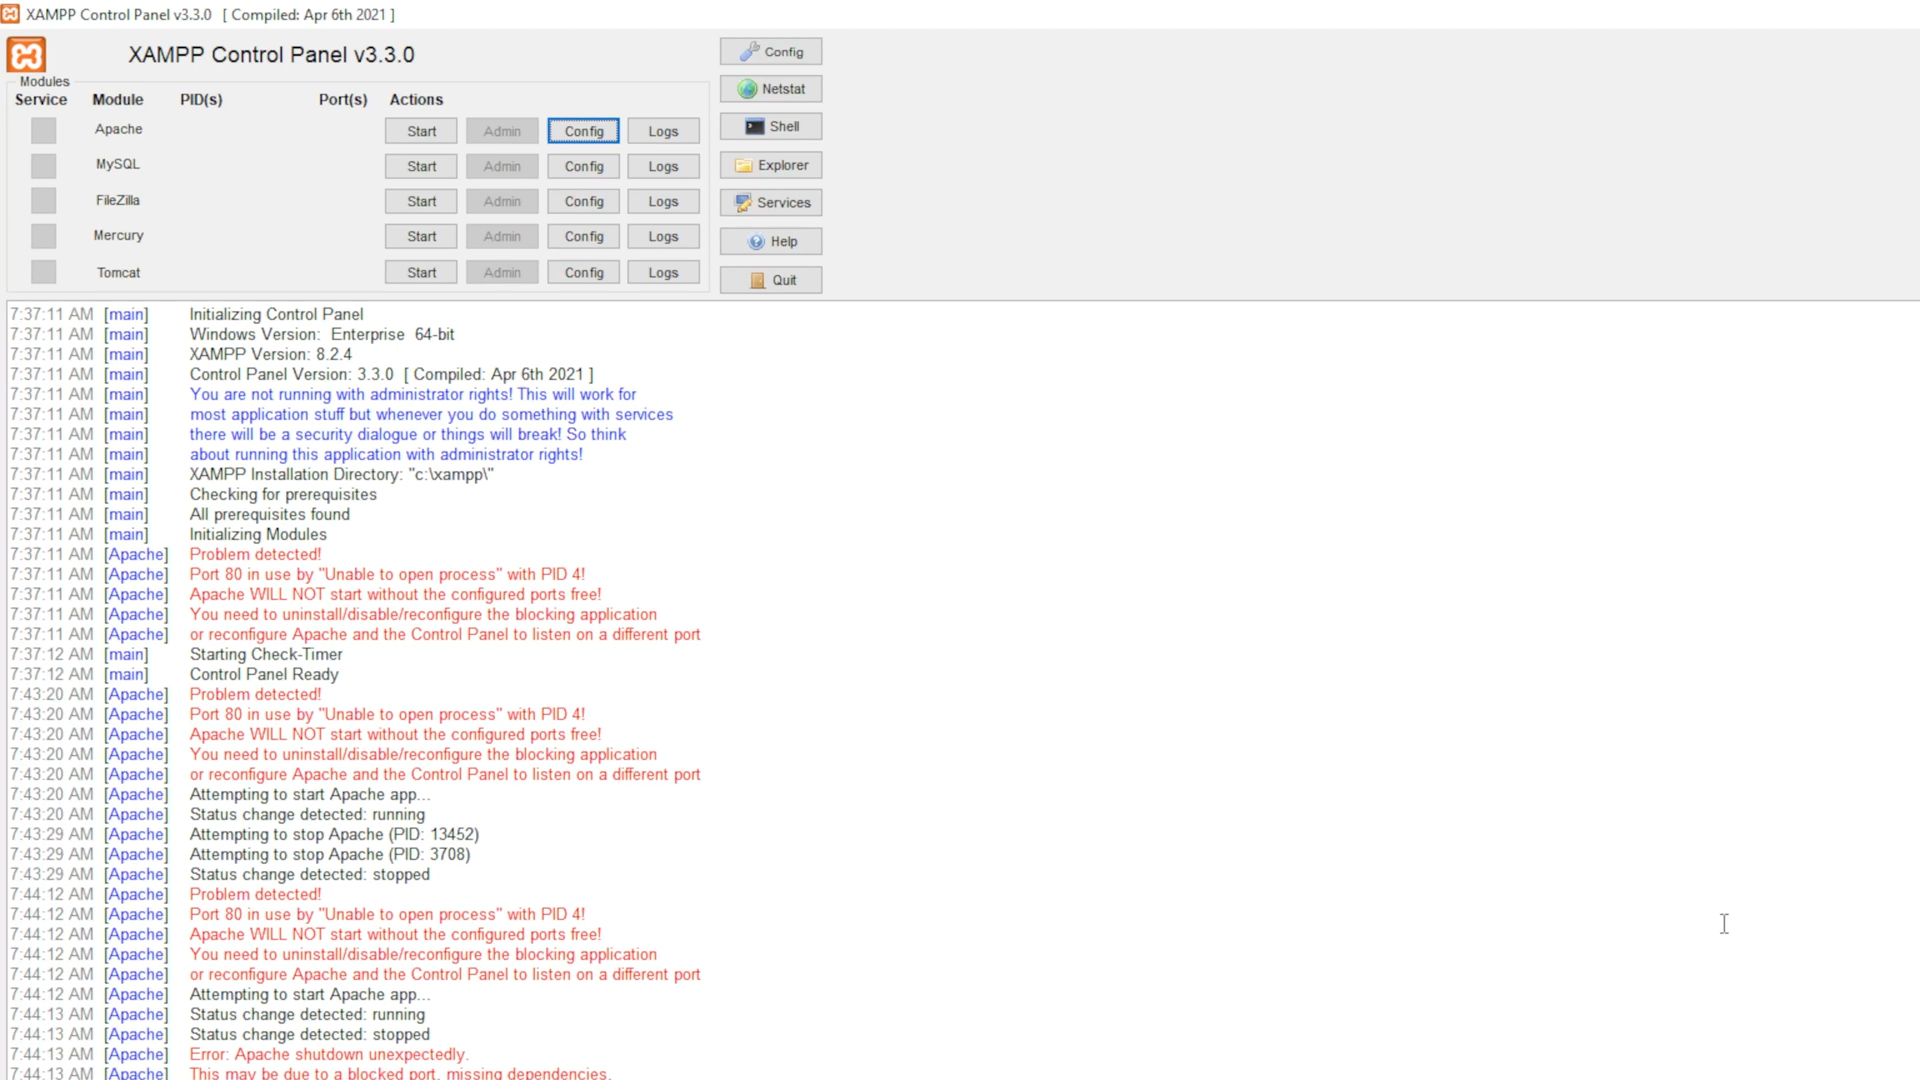 XAMPP Control Panel v3.3.0 [ Compiled: Apr 6th 2021 ]
XAMPP Control Panel v3.3.0
Config
Modules
Netstat
Service Module PID(s) Port(s) Actions
Apache Start Admin Config Logs
Shell
MySQL Start Admin Config Logs
Explorer
FileZilla Start Admin Config Logs
Services
Mercury Start Admin Config Logs
Help
Tomcat Start Admin Config Logs
Quit
7:37:11 AM [main] Initializing Control Panel
7:37:11 AM [main] Windows Version: Enterprise 64-bit
7:37:11 AM [main] XAMPP Version: 8.2.4
7:37:11 AM [main] Control Panel Version: 3.3.0 [ Compiled: Apr 6th 2021 ]
7:37:11 AM [main] You are not running with administrator rights! This will work for
7:37:11 AM [main] most application stuff but whenever you do something with services
7:37:11 AM [main] there will be a security dialogue or things will break! So think
7:37:11 AM [main] about running this application with administrator rights!
7:37:11 AM [main] XAMPP Installation Directory: "c:\xampp\"
7:37:11 AM [main] Checking for prerequisites
7:37:11 AM [main] All prerequisites found
7:37:11 AM [main] Initializing Modules
7:37:11 AM [Apache] Problem detected!
7:37:11 AM [Apache] Port 80 in use by "Unable to open process" with PID 4!
7:37:11 AM [Apache] Apache WILL NOT start without the configured ports free!
7:37:11 AM [Apache] You need to uninstall/disable/reconfigure the blocking application
7:37:11 AM [Apache] or reconfigure Apache and the Control Panel to listen on a different port
7:37:12 AM [main] Starting Check-Timer
7:37:12 AM [main] Control Panel Ready
7:43:20 AM [Apache] Problem detected!
7:43:20 AM [Apache] Port 80 in use by "Unable to open process" with PID 4!
7:43:20 AM [Apache] Apache WILL NOT start without the configured ports free!
7:43:20 AM [Apache] You need to uninstall/disable/reconfigure the blocking application
7:43:20 AM [Apache] or reconfigure Apache and the Control Panel to listen on a different port
7:43:20 AM [Apache] Attempting to start Apache app...
7:43:20 AM [Apache] Status change detected: running
7:43:29 AM [Apache] Attempting to stop Apache (PID: 13452)
7:43:29 AM [Apache] Attempting to stop Apache (PID: 3708)
7:43:29 AM [Apache] Status change detected: stopped
7:44:12 AM [Apache] Problem detected!
7:44:12 AM [Apache] Port 80 in use by "Unable to open process" with PID 4!
7:44:12 AM [Apache] Apache WILL NOT start without the configured ports free!
7:44:12 AM [Apache] You need to uninstall/disable/reconfigure the blocking application
7:44:12 AM [Apache] or reconfigure Apache and the Control Panel to listen on a different port
7:44:12 AM [Apache] Attempting to start Apache app...
7:44:13 AM [Apache] Status change detected: running
7:44:13 AM [Apache] Status change detected: stopped
7:44:13 AM [Apache] Error: Apache shutdown unexpectedly.
7:44:13 AM [Apache] This may be due to a blocked port, missing dependencies,